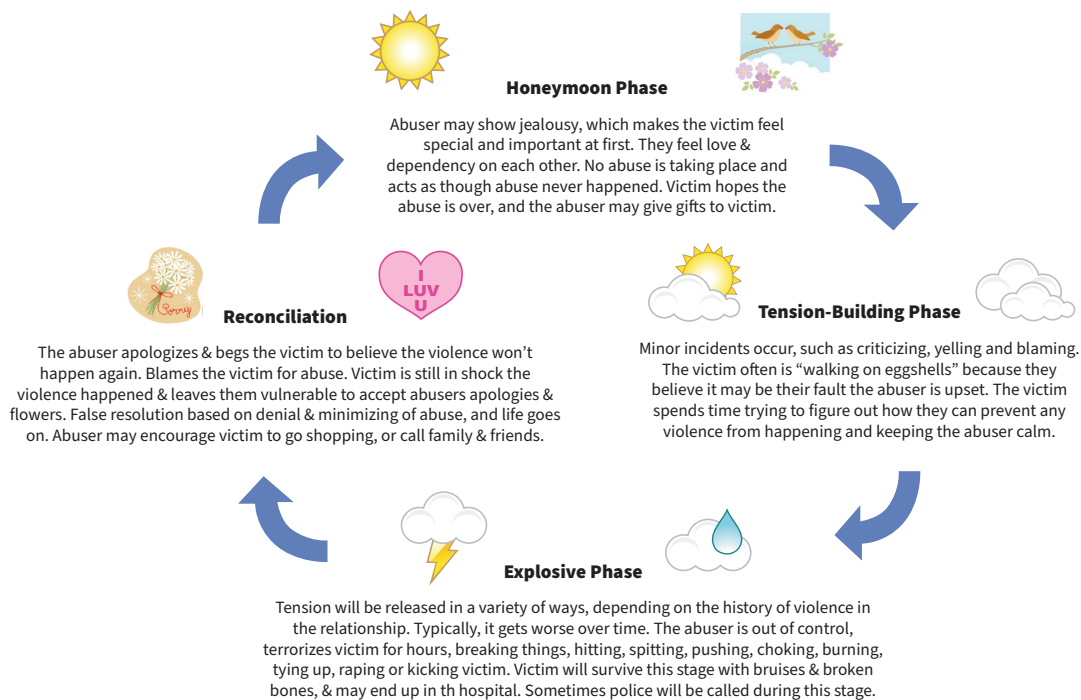 Honeymoon Phase
Abuser may show jealousy, which makes the victim feel
special and important at first. They feel love &
dependency on each other. No abuse is taking place and
acts as though abuse never happened. Victim hopes the
abuse is over, and the abuser may give gifts to victim.
Tension-Building Phase
Minor incidents occur, such as criticizing, yelling and blaming.
The victim often is “walking on eggshells” because they
believe it may be their fault the abuser is upset. The victim
spends time trying to figure out how they can prevent any
violence from happening and keeping the abuser calm.
Explosive Phase
Tension will be released in a variety of ways, depending on the history of violence in
the relationship. Typically, it gets worse over time. The abuser is out of control,
terrorizes victim for hours, breaking things, hitting, spitting, pushing, choking, burning,
tying up, raping or kicking victim. Victim will survive this stage with bruises & broken
bones, & may end up in th hospital. Sometimes police will be called during this stage.
Sorry
I
LUV
U
Reconciliation
The abuser apologizes & begs the victim to believe the violence won’t
happen again. Blames the victim for abuse. Victim is still in shock the
violence happened & leaves them vulnerable to accept abusers apologies &
flowers. False resolution based on denial & minimizing of abuse, and life goes
on. Abuser may encourage victim to go shopping, or call family & friends.